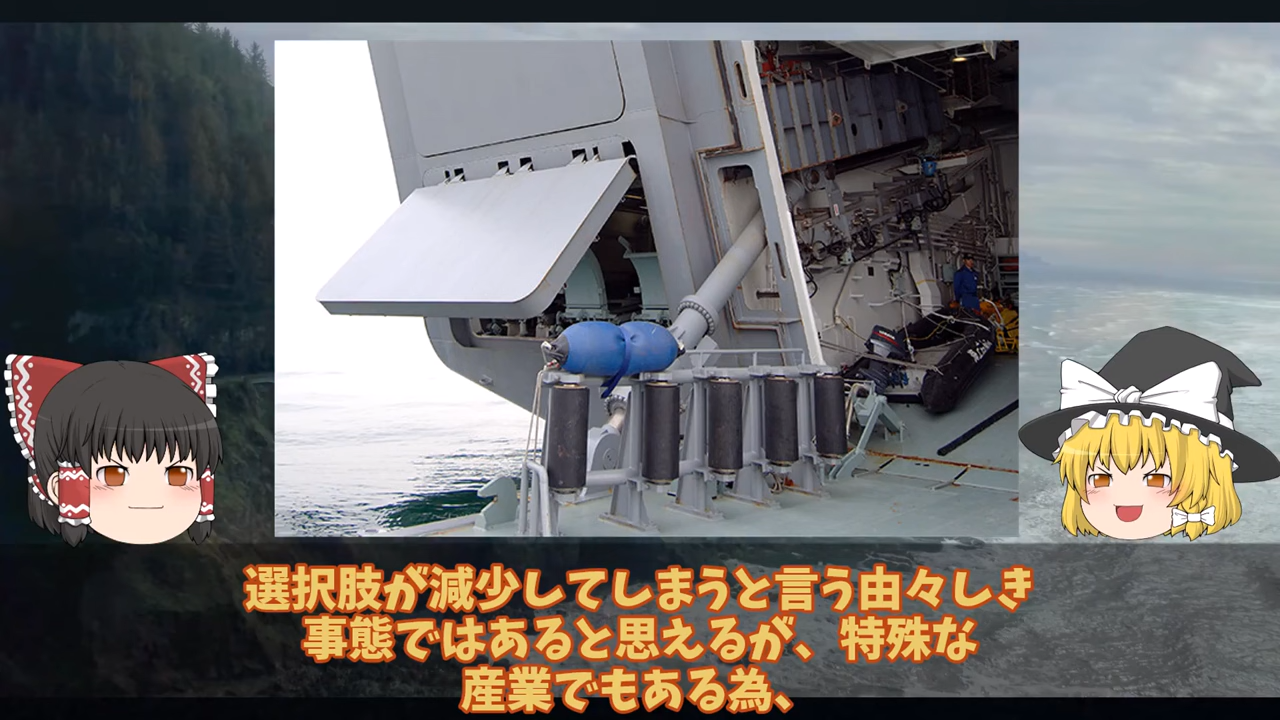 選択肢が減少してしまうと言う由々しき
事態ではあると思えるが、特殊な
産業でもある為、